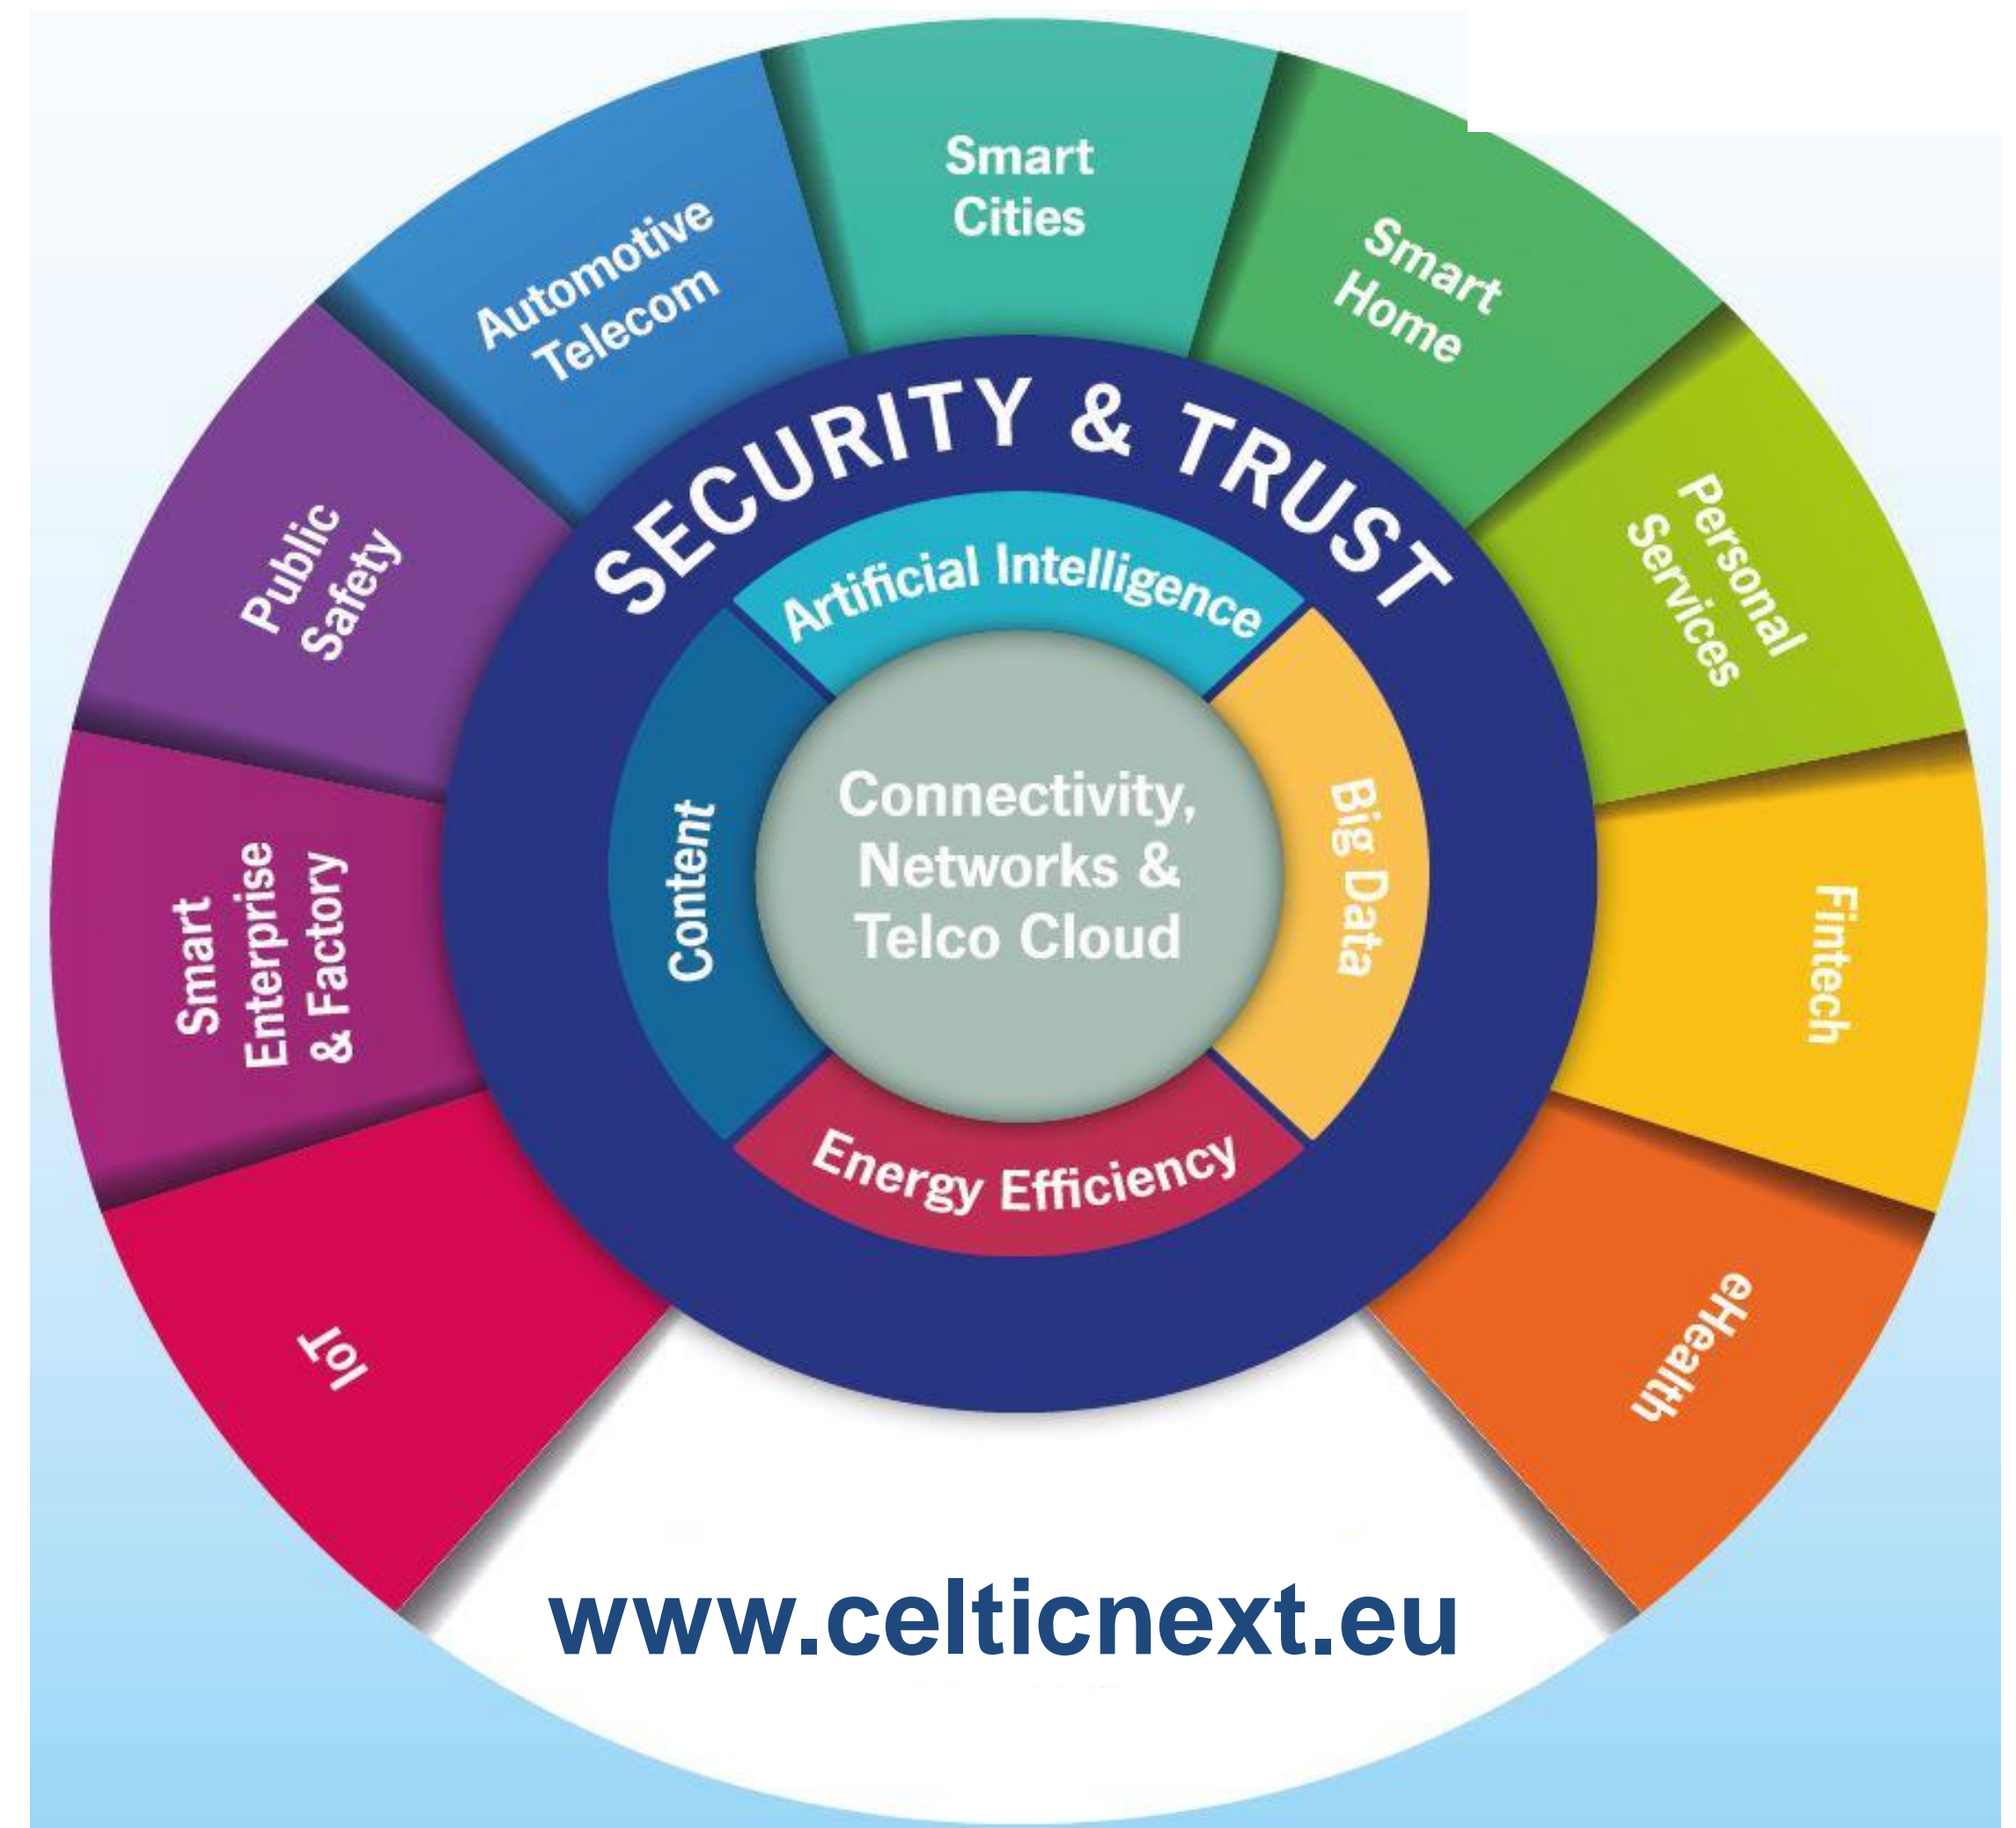 Smart
Cities
Smart
Home
Personal
Services
Fintech
eHealth
IoT
Smart
Enterprise
& Factory
Public
Safety
Automotive
Telecom
SECURITY & TRUST
Artificial Intelligence
Big Data
Energy Efficiency
Content
Connectivity,
Networks &
Telco Cloud
www.celticnext.eu